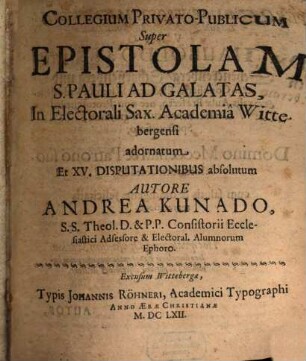 COLLEGIUM PRIVATO-PUBLICUM
Super
EPISTOLAM
S. PAULI AD GALATAS,
In Electorali Sax. Academiâ Witte-
bergensi
adornatum
Et XV. DISPUTATIONIBUS absolutum
AUTORE
ANDREA KUNADO,
S.S. Theol. D. & P.P. Consistorii Eccle-
siastici Adsessore & Electoral. Alumnorum
Ephoro.
Excusum Wittebergæ,
Typis JOHANNIS RÖHNERI, Academici Typographi
ANNO ÆRÆ CHRISTIANÆ
M. DC LXII.